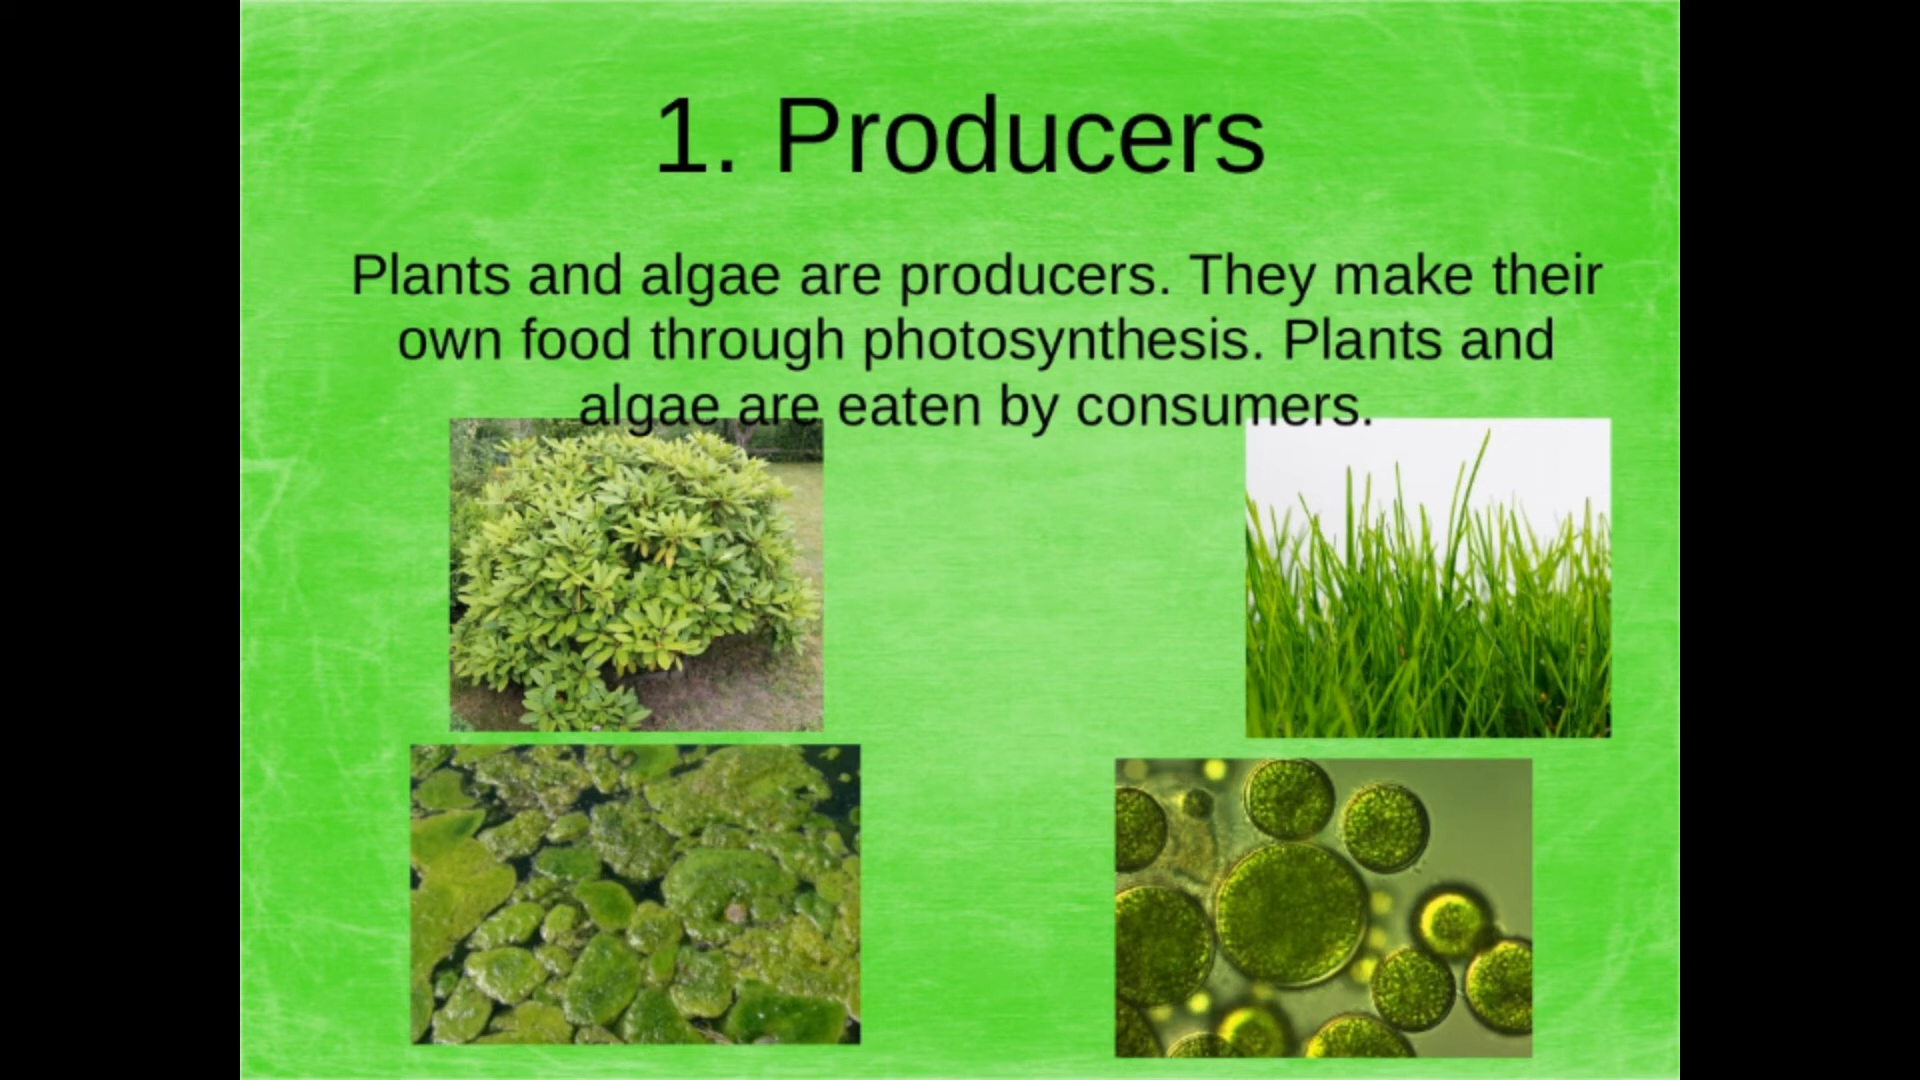 1. Producers
Plants and algae are producers. They make their
own food through photosynthesis. Plants and
algae are eaten by consumers.